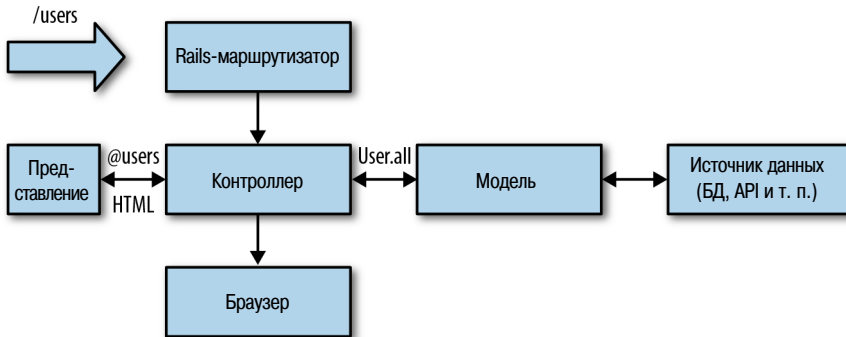 /users
Rails-маршрутизатор
Пред-
ставление
@users
HTML
Контроллер
User.all
Модель
Источник данных
(БД, API и т. п.)
Браузер